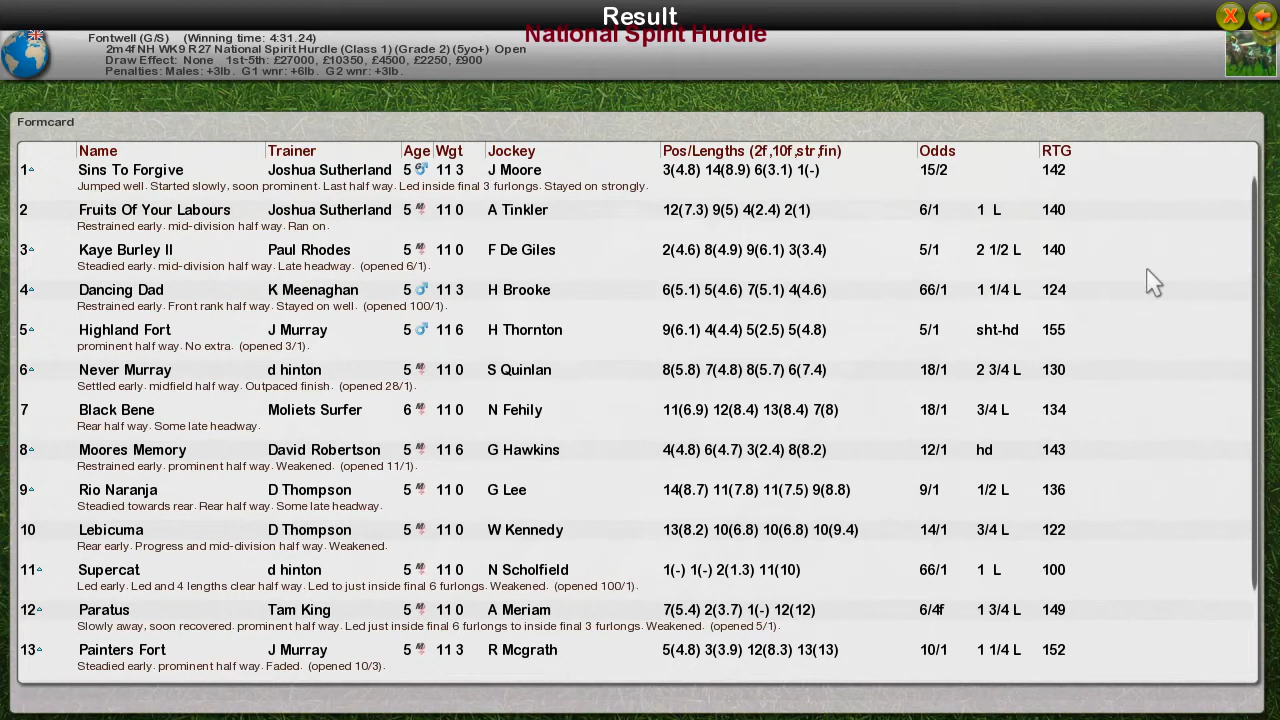 Result
National Spirit Hurdle
Fontwell (G/S) (Winning time: 4:31.24)
2m4f NH WK9 R27 National Spirit Hurdle (Class 1) (Grade 2) (5yo+) Open
Draw Effect: None 1st-5th: £27000, £10350, £4500, £2250, £900
Penalties: Males: +3lb. G1 wnr: +6lb. G2 wnr: +3lb.
Formcard
Name Trainer Age Wgt Jockey Pos/Lengths (2f,10f,str,fin) Odds RTG
1 Sins To Forgive Joshua Sutherland 5 11 3 J Moore 3(4.8) 14(8.9) 6(3.1) 1(-) 15/2 142
Jumped well. Started slowly, soon prominent. Last half way. Led inside final 3 furlongs. Stayed on strongly.
2 Fruits Of Your Labours Joshua Sutherland 5 11 0 A Tinkler 12(7.3) 9(5) 4(2.4) 2(1) 6/1 1 L 140
Restrained early. mid-division half way. Ran on.
3 Kaye Burley II Paul Rhodes 5 11 0 F De Giles 2(4.6) 8(4.9) 9(6.1) 3(3.4) 5/1 2 1/2 L 140
Steadied early. mid-division half way. Late headway. (opened 6/1).
4 Dancing Dad K Meenaghan 5 11 3 H Brooke 6(5.1) 5(4.6) 7(5.1) 4(4.6) 66/1 1 1/4 L 124
Restrained early. Front rank half way. Stayed on well. (opened 100/1).
5 Highland Fort J Murray 5 11 6 H Thornton 9(6.1) 4(4.4) 5(2.5) 5(4.8) 5/1 sht-hd 155
prominent half way. No extra. (opened 3/1).
6 Never Murray d hinton 5 11 0 S Quinlan 8(5.8) 7(4.8) 8(5.7) 6(7.4) 18/1 2 3/4 L 130
Settled early. midfield half way. Outpaced finish. (opened 28/1).
7 Black Bene Moliets Surfer 6 11 0 N Fehily 11(6.9) 12(8.4) 13(8.4) 7(8) 18/1 3/4 L 134
Rear half way. Some late headway.
8 Moores Memory David Robertson 5 11 6 G Hawkins 4(4.8) 6(4.7) 3(2.4) 8(8.2) 12/1 hd 143
Restrained early. prominent half way. Weakened. (opened 11/1).
9 Rio Naranja D Thompson 5 11 0 G Lee 14(8.7) 11(7.8) 11(7.5) 9(8.8) 9/1 1/2 L 136
Steadied towards rear. Rear half way. Some late headway.
10 Lebicuma D Thompson 5 11 0 W Kennedy 13(8.2) 10(6.8) 10(6.8) 10(9.4) 14/1 3/4 L 122
Rear early. Progress and mid-division half way. Weakened.
11 Supercat d hinton 5 11 0 N Scholfield 1(-) 1(-) 2(1.3) 11(10) 66/1 1 L 100
Led early. Led and 4 lengths clear half way. Led to just inside final 6 furlongs. Weakened. (opened 100/1).
12 Paratus Tam King 5 11 0 A Meriam 7(5.4) 2(3.7) 1(-) 12(12) 6/4f 1 3/4 L 149
Slowly away, soon recovered. prominent half way. Led just inside final 6 furlongs to inside final 3 furlongs. Weakened. (opened 5/1).
13 Painters Fort J Murray 5 11 3 R Mcgrath 5(4.8) 3(3.9) 12(8.3) 13(13) 10/1 1 1/4 L 152
Steadied early. prominent half way. Faded. (opened 10/3).